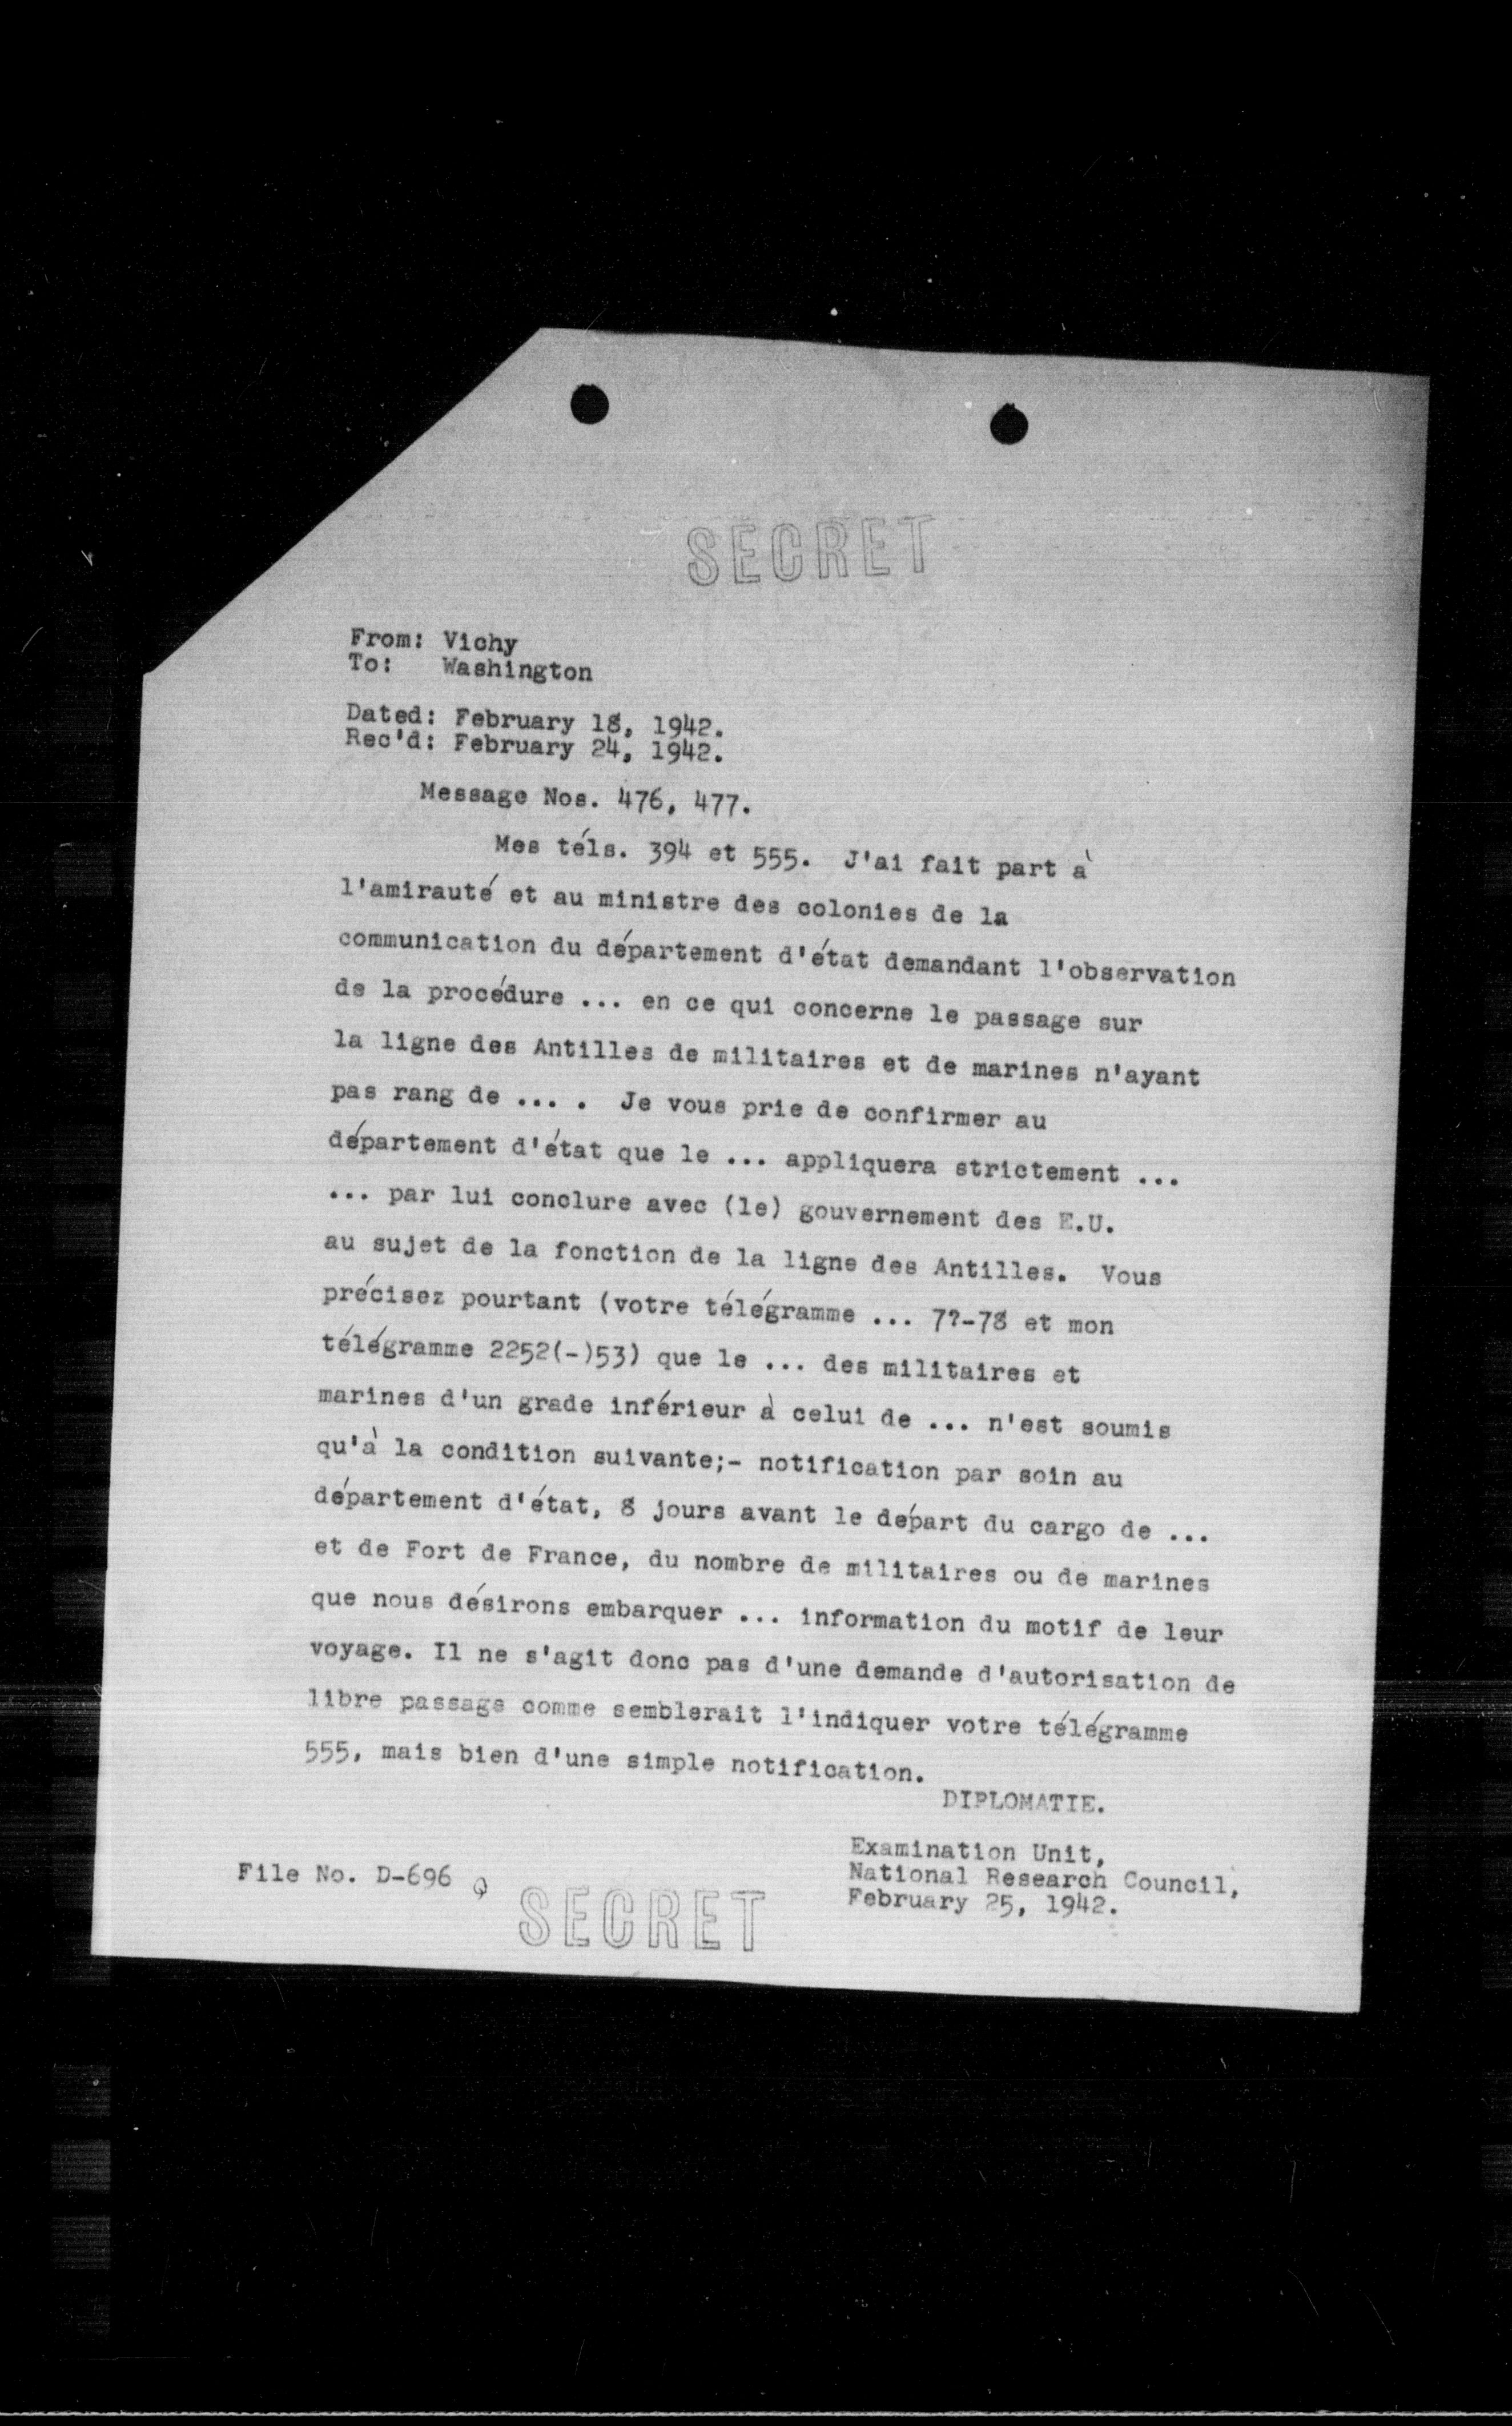 SECRET
From: Vichy
To: Washington
Dated: February 18, 1942.
Rec'd: February 24, 1942.
Message Nos. 476, 477.
Mes téls. 394 et 555. J'ai fait part à
l'amirauté et au ministre des colonies de la
communication du département d'état demandant l'observation
de la procédure ... en ce qui concerne le passage sur
la ligne des Antilles de militaires et de marines n'ayant
pas rang de ... . Je vous prie de confirmer au
département d'état que le ... appliquera strictement ...
... par lui conclure avec (le) gouvernement des E.U.
au sujet de la fonction de la ligne des Antilles. Vous
précisez pourtant (votre télégramme ... 7?-78 et mon
télégramme 2252(-)53) que le ... des militaires et
marines d'un grade inférieur à celui de ... n'est soumis
qu'à la condition suivante;- notification par soin au
département d'état, 8 jours avant le départ du cargo de ...
et de Fort de France, du nombre de militaires ou de marines
que nous désirons embarquer ... information du motif de leur
voyage. Il ne s'agit donc pas d'une demande d'autorisation de
libre passage comme semblerait l'indiquer votre télégramme
555, mais bien d'une simple notification.
DIPLOMATIE.
Examination Unit,
National Research Council,
February 25, 1942.
File No. D-696
SECRET